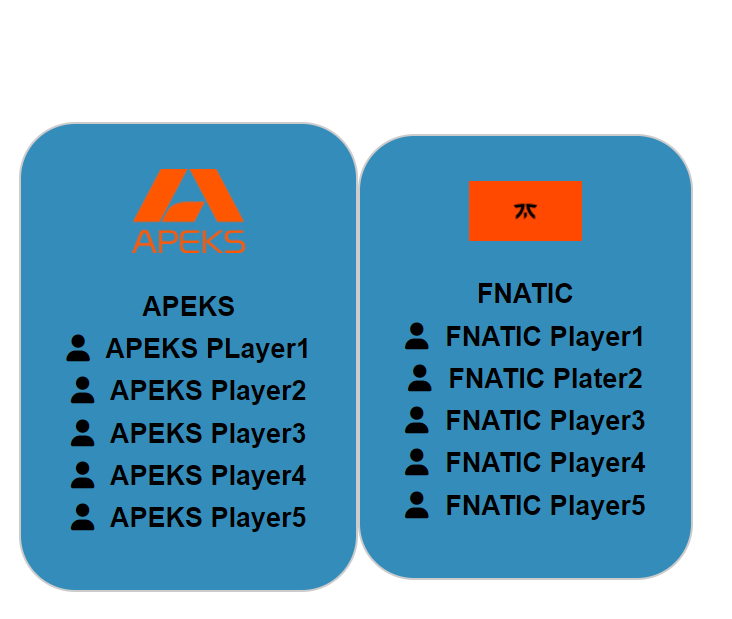 APEKS
APEKS
APEKS PLayer1
APEKS Player2
APEKS Player3
APEKS Player4
APEKS Player5
FNATIC
FNATIC Player1
FNATIC Plater2
FNATIC Player3
FNATIC Player4
FNATIC Player5